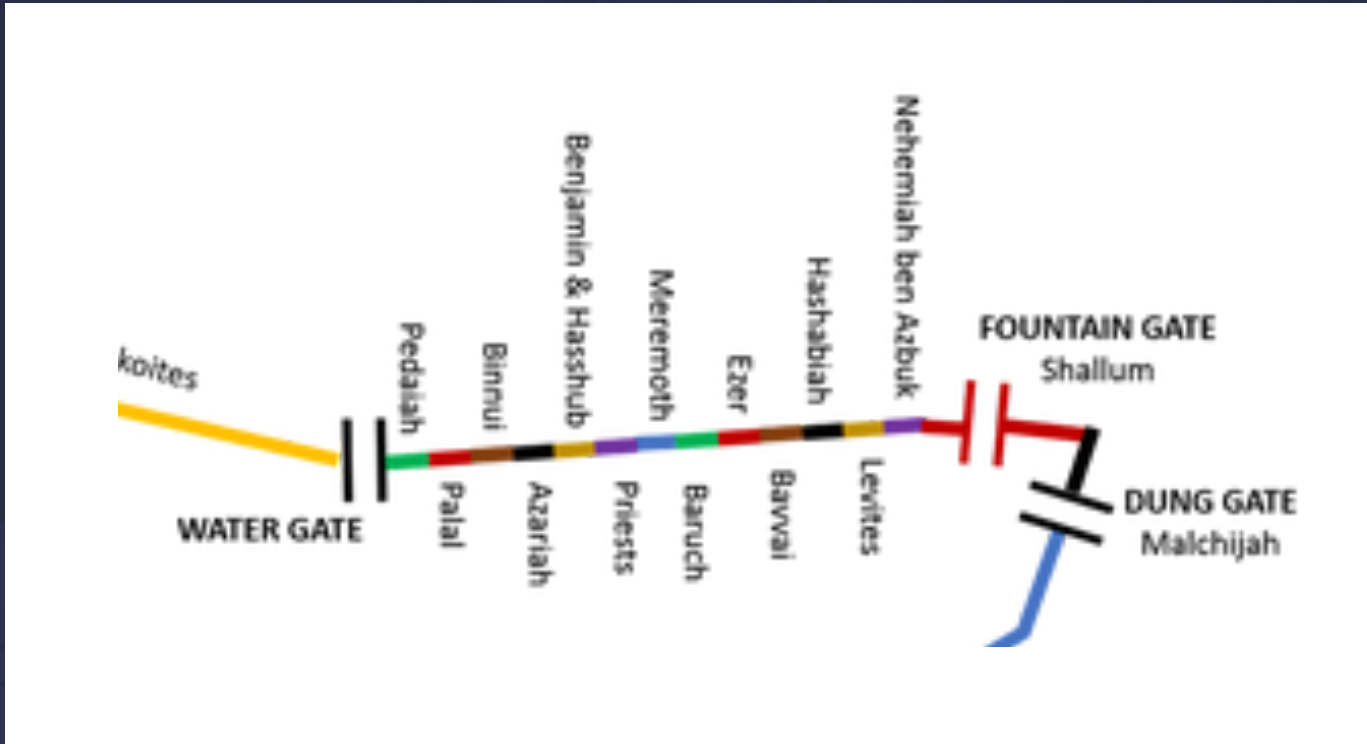 koites
WATER GATE
Pedaiah
Palal
Binnui
Azariah
Benjamin & Hasshub
Priests
Meremoth
Baruch
Ezer
Bavvai
Hashabiah
Levites
Nehemiah ben Azbuk
FOUNTAIN GATE
Shallum
DUNG GATE
Malchijah